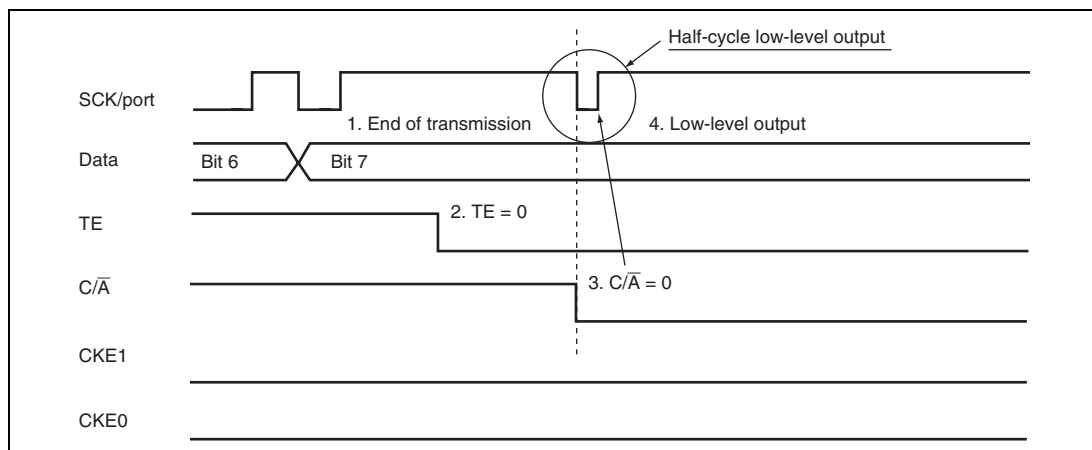 Half-cycle low-level output
SCK/port
1. End of transmission
4. Low-level output
Data
Bit 6
Bit 7
TE
2. TE = 0
C/A̅
3. C/A̅ = 0
CKE1
CKE0